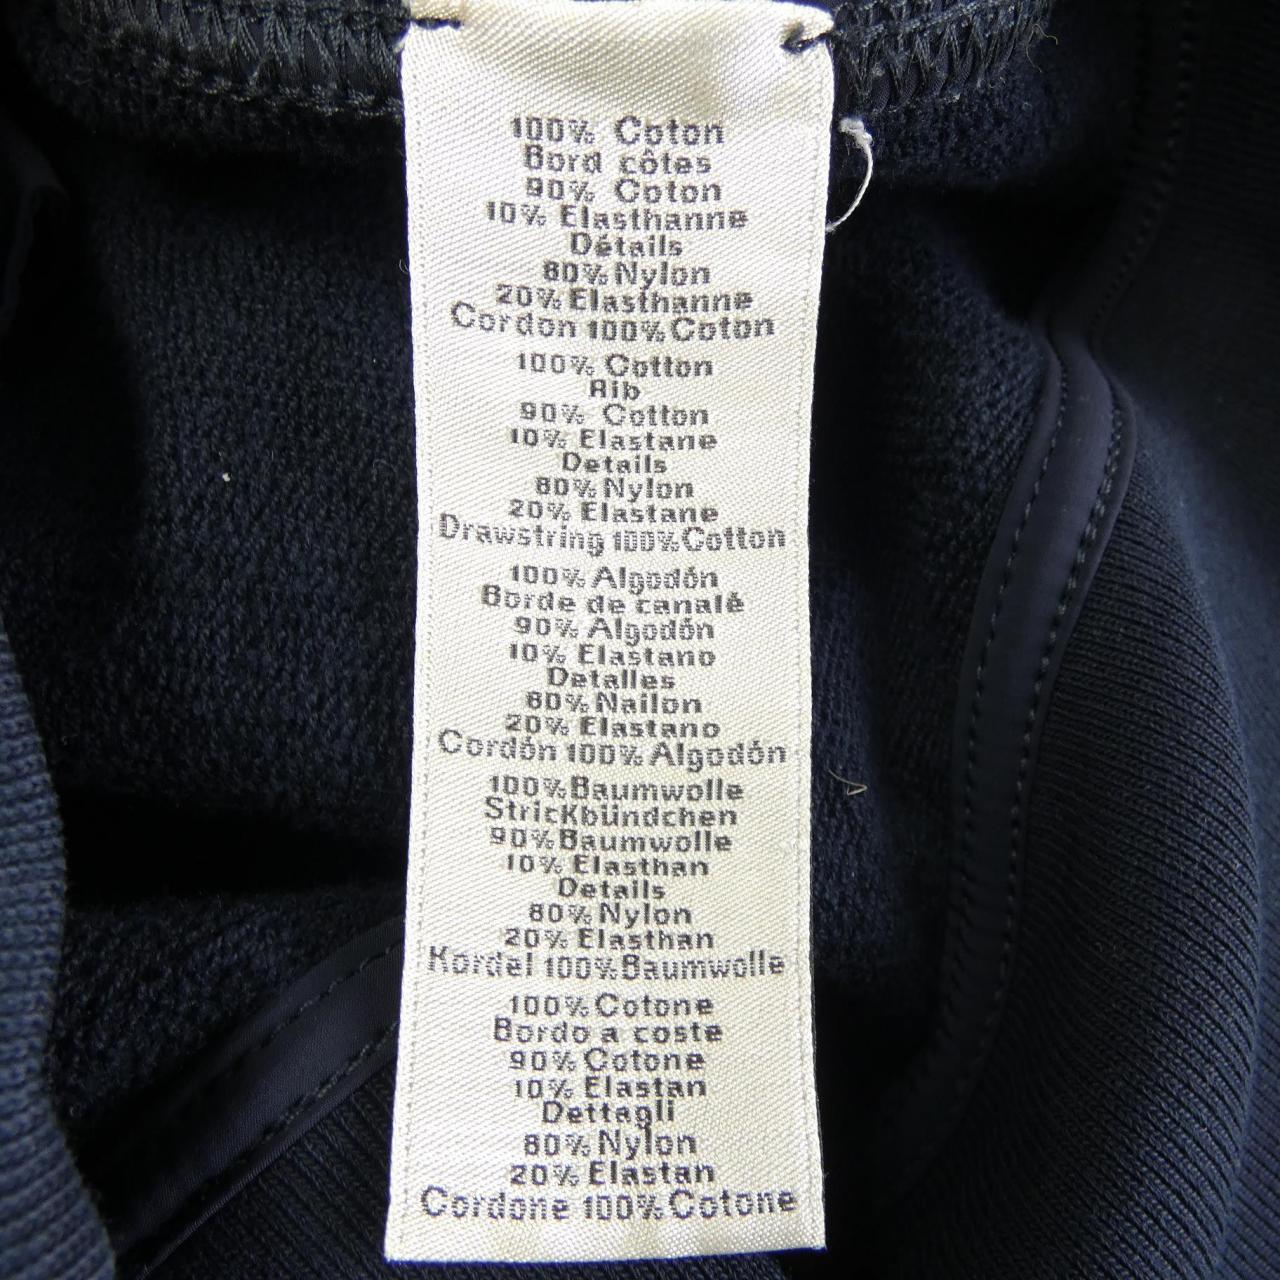 100% Coton
Bord côtes
90% Coton
10% Elasthanne
Détails
80% Nylon
20% Elasthanne
Cordon 100% Coton
100% Cotton
Rib
90% Cotton
10% Elastane
Details
80% Nylon
20% Elastane
Drawstring 100% Cotton
100% Algodón
Borde de canalé
90% Algodón
10% Elastano
Detalles
80% Nailon
20% Elastano
Cordón 100% Algodón
100% Baumwolle
Strickbündchen
90% Baumwolle
10% Elasthan
Details
80% Nylon
20% Elasthan
Kordel 100% Baumwolle
100% Cotone
Bordo a coste
90% Cotone
10% Elastan
Dettagli
80% Nylon
20% Elastan
Cordone 100% Cotone